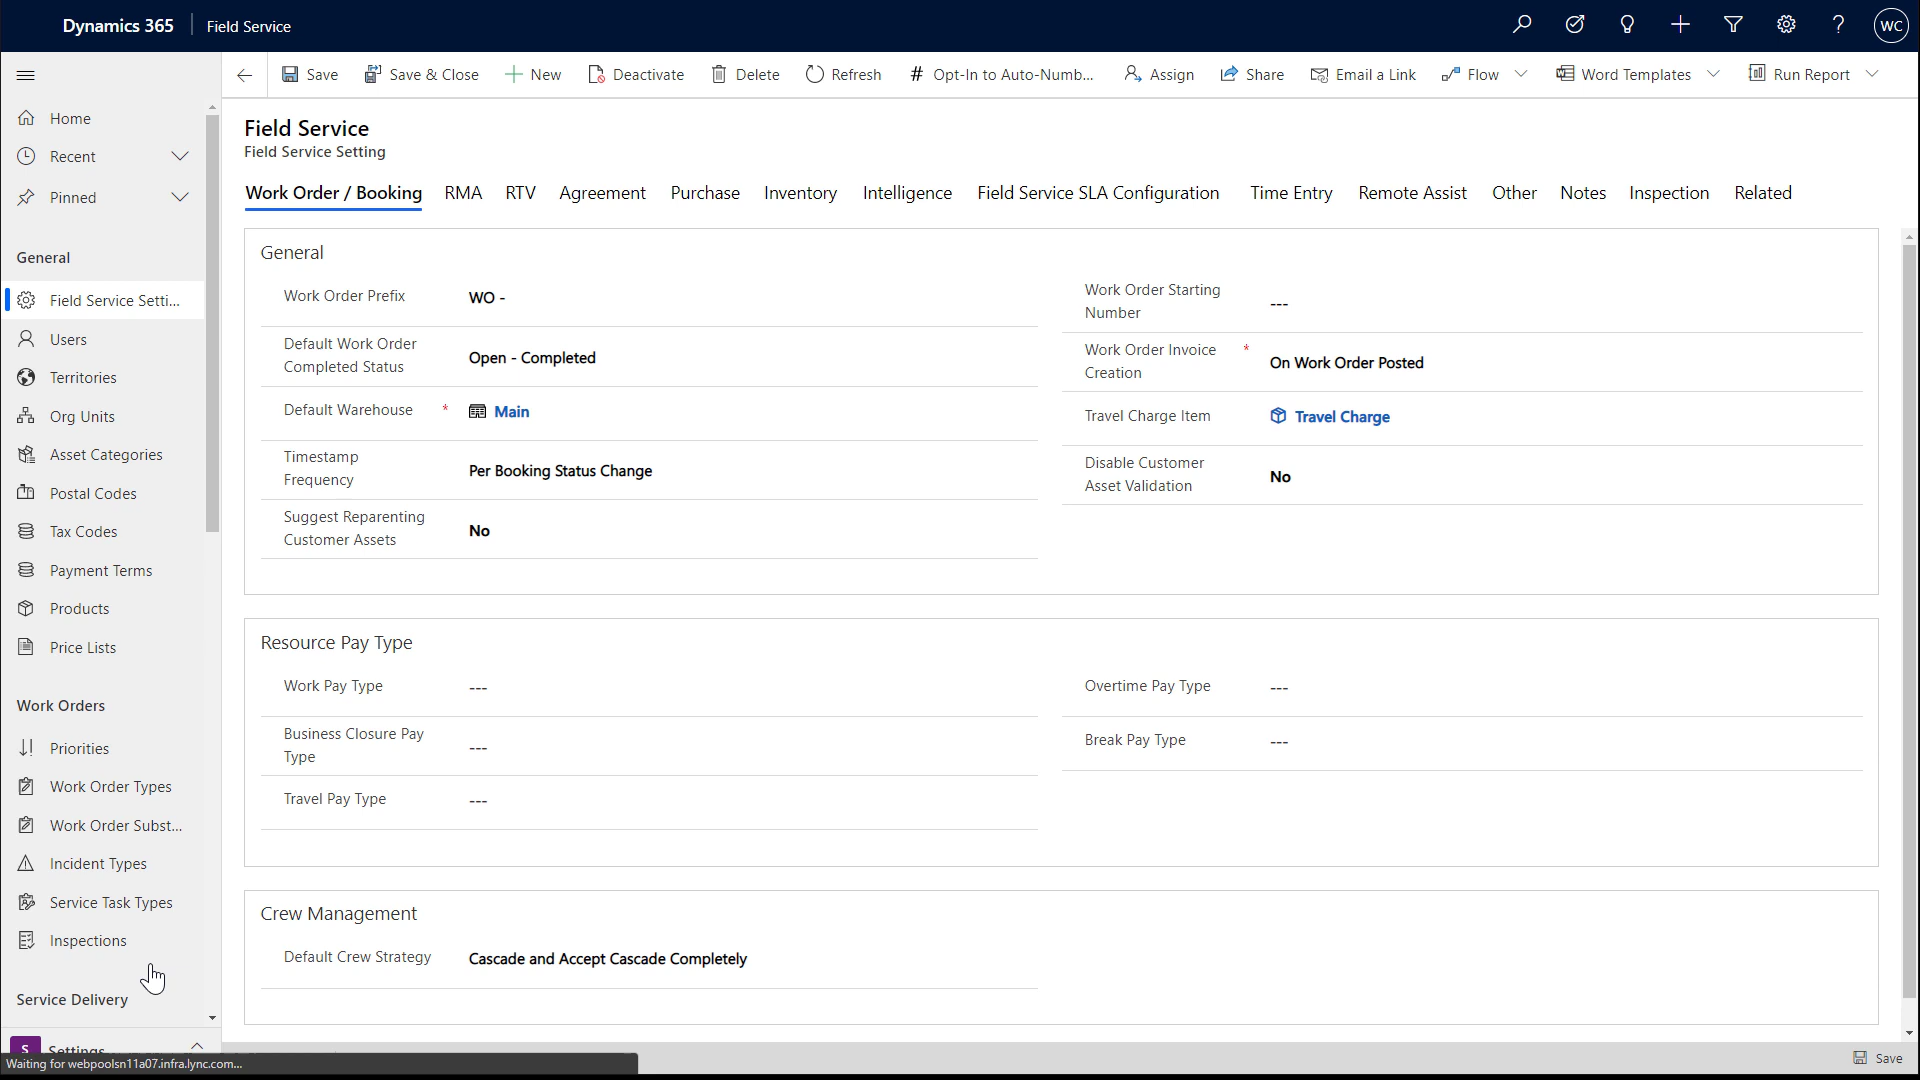 Dynamics 365
Field Service
WC
Save
Save & Close
New
Deactivate
Delete
Refresh
Opt-In to Auto-Numb...
Assign
Share
Email a Link
Flow
Word Templates
Run Report
Home
Recent
Pinned
General
Field Service Setti...
Users
Territories
Org Units
Asset Categories
Postal Codes
Tax Codes
Payment Terms
Products
Price Lists
Work Orders
Priorities
Work Order Types
Work Order Subst...
Incident Types
Service Task Types
Inspections
Service Delivery
S
Settings
Waiting for webpoolsn11a07.infra.lync.com...
Field Service
Field Service Setting
Work Order / Booking
RMA
RTV
Agreement
Purchase
Inventory
Intelligence
Field Service SLA Configuration
Time Entry
Remote Assist
Other
Notes
Inspection
Related
General
Work Order Prefix
WO -
Default Work Order
Completed Status
Open - Completed
Default Warehouse *
Main
Timestamp
Frequency
Per Booking Status Change
Suggest Reparenting
Customer Assets
No
Work Order Starting
Number
---
Work Order Invoice *
Creation
On Work Order Posted
Travel Charge Item
Travel Charge
Disable Customer
Asset Validation
No
Resource Pay Type
Work Pay Type
---
Business Closure Pay
Type
---
Travel Pay Type
---
Overtime Pay Type
---
Break Pay Type
---
Crew Management
Default Crew Strategy
Cascade and Accept Cascade Completely
Save